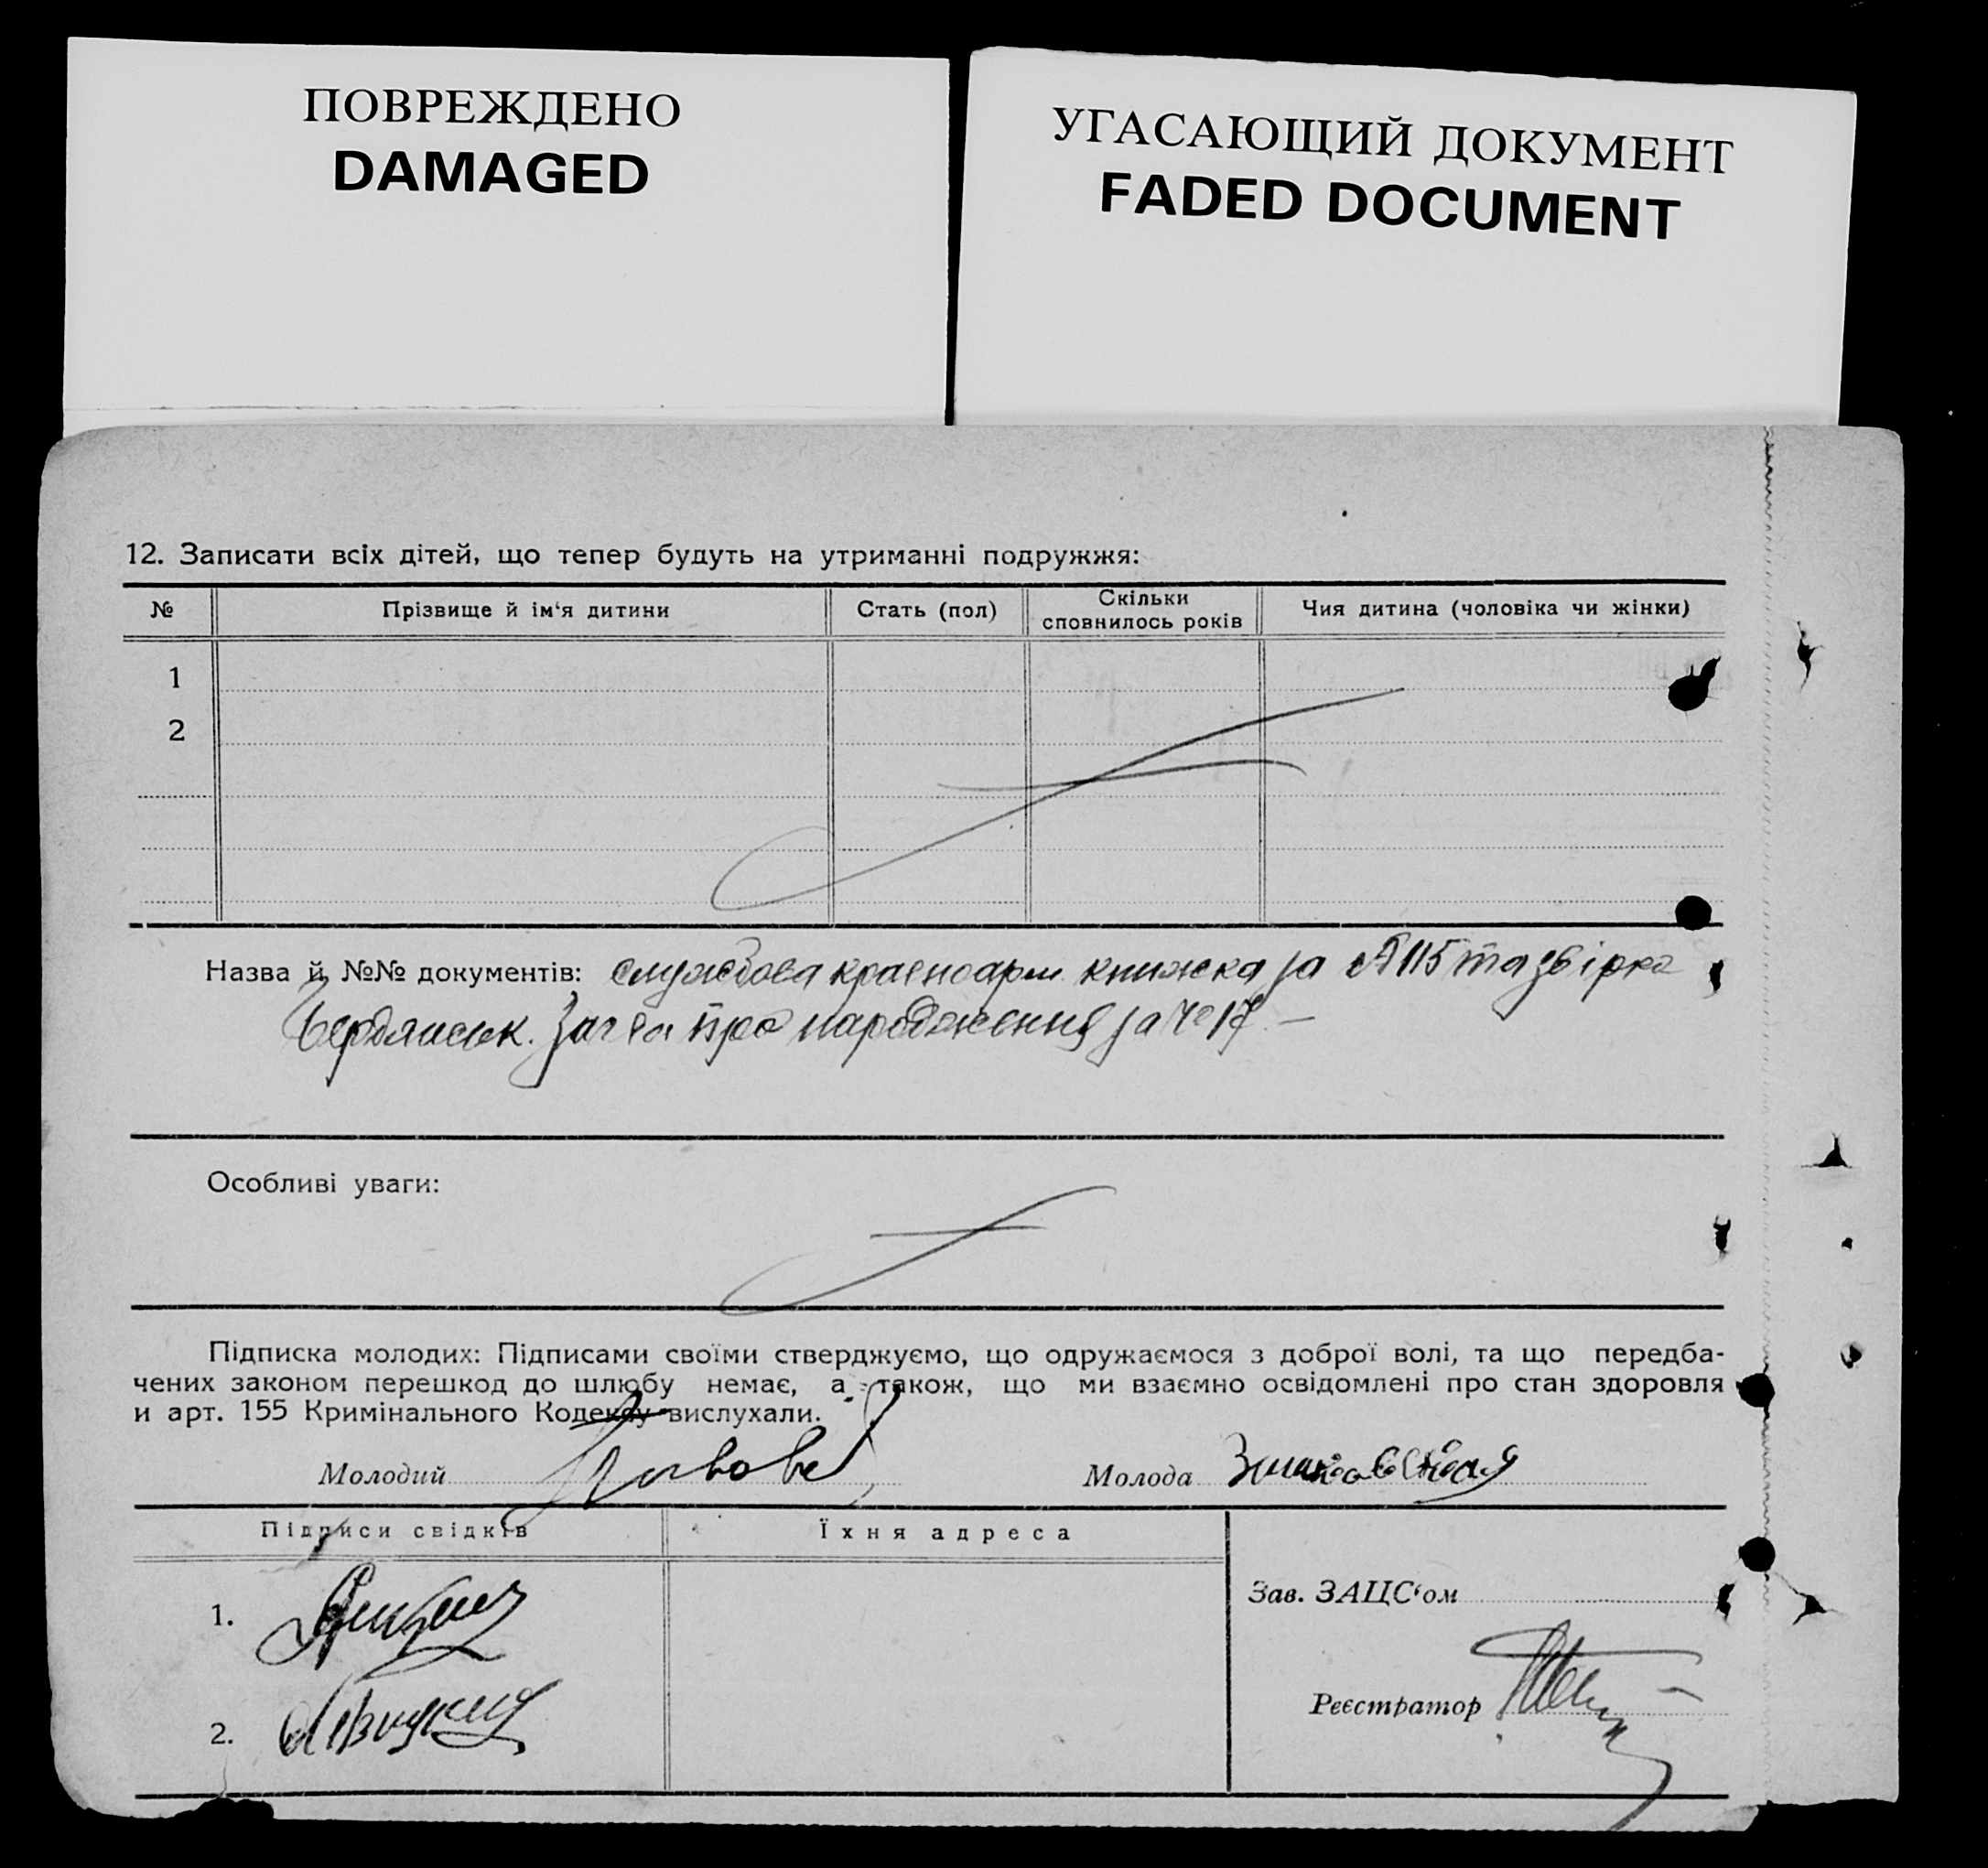 ПОВРЕЖДЕНО
DAMAGED
УГАСАЮЩИЙ ДОКУМЕНТ
FADED DOCUMENT
12. Записати всіх дітей, що тепер будуть на утриманні подружжя:
№ Прізвище й ім‘я дитини Стать (пол) Скільки сповнилось років Чия дитина (чоловіка чи жінки)
1
2
Назва й №№ документів: службова красноарм. книжка за №115 та
про народження за № 17. —
Особливі уваги:
Підписка молодих: Підписами своїми стверджуємо, що одружаємося з доброї волі, та що передба-
чених законом перешкод до шлюбу немає, а також, що ми взаємно освідомлені про стан здоровля
и арт. 155 Кримінального Кодексу вислухали.
Молодий Молода
Підписи свідків Їхня адреса
1.
2.
Зав. ЗАЦС‘ом
Реєстратор